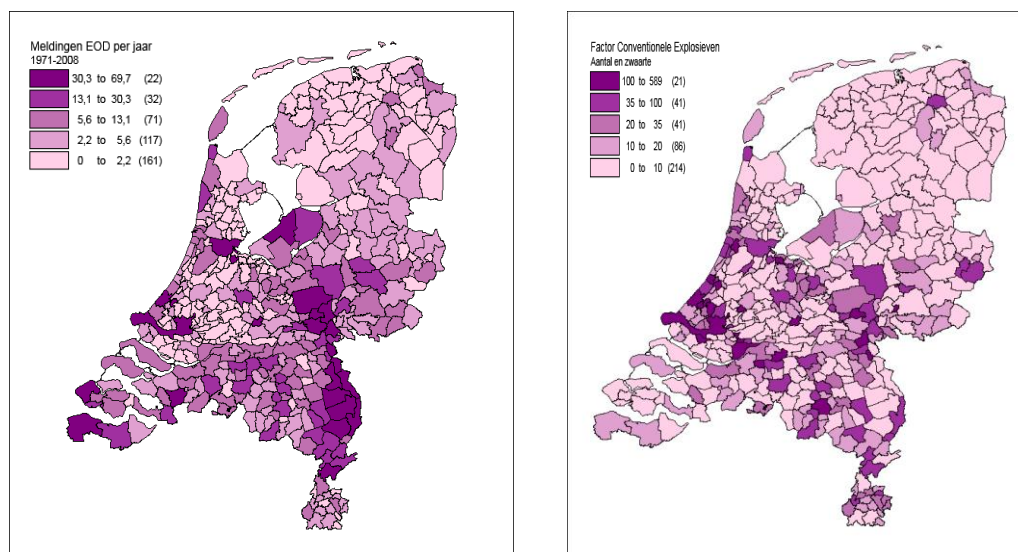 Meldingen EOD per jaar
1971-2008
30,3 to 69,7 (22)
13,1 to 30,3 (32)
5,6 to 13,1 (71)
2,2 to 5,6 (117)
0 to 2,2 (161)
Factor Conventionele Explosieven
Aantal en zwaarte
100 to 589 (21)
35 to 100 (41)
20 to 35 (41)
10 to 20 (86)
0 to 10 (214)